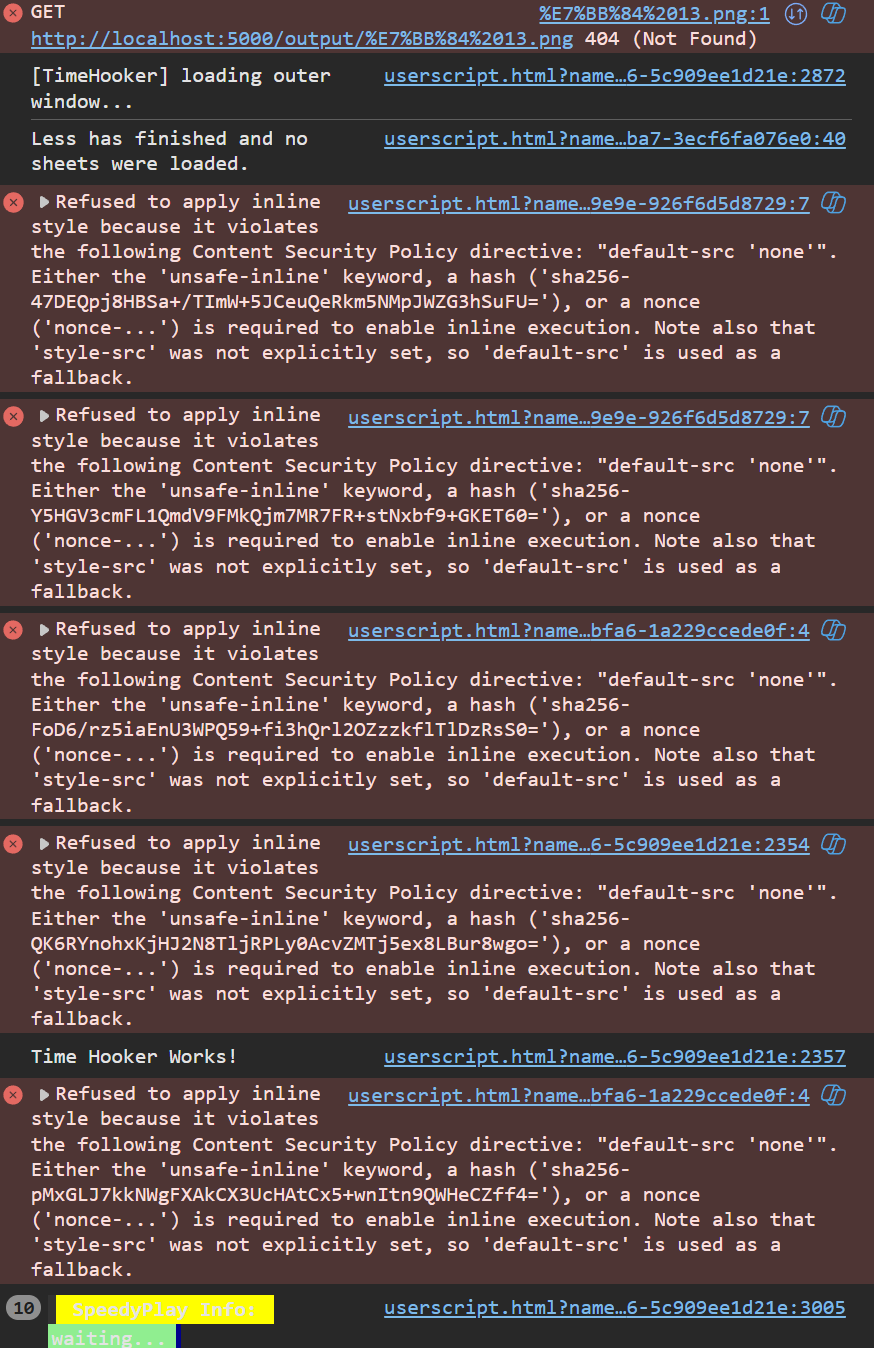 GET %E7%BB%84%2013.png:1
http://localhost:5000/output/%E7%BB%84%2013.png 404 (Not Found)
[TimeHooker] loading outer userscript.html?name…6-5c909ee1d21e:2872
window...
Less has finished and no userscript.html?name…ba7-3ecf6fa076e0:40
sheets were loaded.
Refused to apply inline userscript.html?name…9e9e-926f6d5d8729:7
style because it violates
the following Content Security Policy directive: "default-src 'none'".
Either the 'unsafe-inline' keyword, a hash ('sha256-
47DEQpj8HBSa+/TImW+5JCeuQeRkm5NMpJWZG3hSuFU='), or a nonce
('nonce-...') is required to enable inline execution. Note also that
'style-src' was not explicitly set, so 'default-src' is used as a
fallback.
Refused to apply inline userscript.html?name…9e9e-926f6d5d8729:7
style because it violates
the following Content Security Policy directive: "default-src 'none'".
Either the 'unsafe-inline' keyword, a hash ('sha256-
Y5HGV3cmFL1QmdV9FMkQjm7MR7FR+stNxbf9+GKET60='), or a nonce
('nonce-...') is required to enable inline execution. Note also that
'style-src' was not explicitly set, so 'default-src' is used as a
fallback.
Refused to apply inline userscript.html?name…bfa6-1a229ccede0f:4
style because it violates
the following Content Security Policy directive: "default-src 'none'".
Either the 'unsafe-inline' keyword, a hash ('sha256-
FoD6/rz5iaEnU3WPQ59+fi3hQrl2OZzzkflTlDzRsS0='), or a nonce
('nonce-...') is required to enable inline execution. Note also that
'style-src' was not explicitly set, so 'default-src' is used as a
fallback.
Refused to apply inline userscript.html?name…6-5c909ee1d21e:2354
style because it violates
the following Content Security Policy directive: "default-src 'none'".
Either the 'unsafe-inline' keyword, a hash ('sha256-
QK6RYnohxKjHJ2N8TljRPLy0AcvZMTj5ex8LBur8wgo='), or a nonce
('nonce-...') is required to enable inline execution. Note also that
'style-src' was not explicitly set, so 'default-src' is used as a
fallback.
Time Hooker Works! userscript.html?name…6-5c909ee1d21e:2357
Refused to apply inline userscript.html?name…bfa6-1a229ccede0f:4
style because it violates
the following Content Security Policy directive: "default-src 'none'".
Either the 'unsafe-inline' keyword, a hash ('sha256-
pMxGLJ7kkNWgFXAkCX3UcHAtCx5+wnItn9QWHeCZff4='), or a nonce
('nonce-...') is required to enable inline execution. Note also that
'style-src' was not explicitly set, so 'default-src' is used as a
fallback.
10 SpeedyPlay Info: userscript.html?name…6-5c909ee1d21e:3005
waiting...